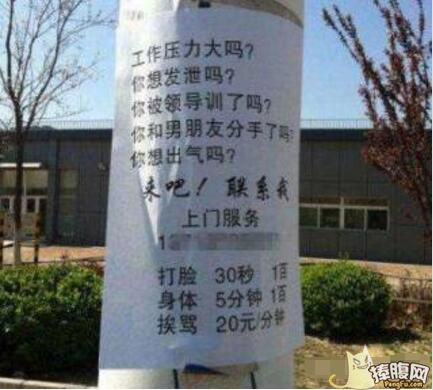 工作压力大吗?
你想发泄吗?
你被领导训了吗?
你和男朋友分手了吗?
你想出气吗?
来吧! 联系我
上门服务
打脸 30秒 1百
身体 5分钟 1百
挨骂 20元/分钟
捧腹网
PengFu.com